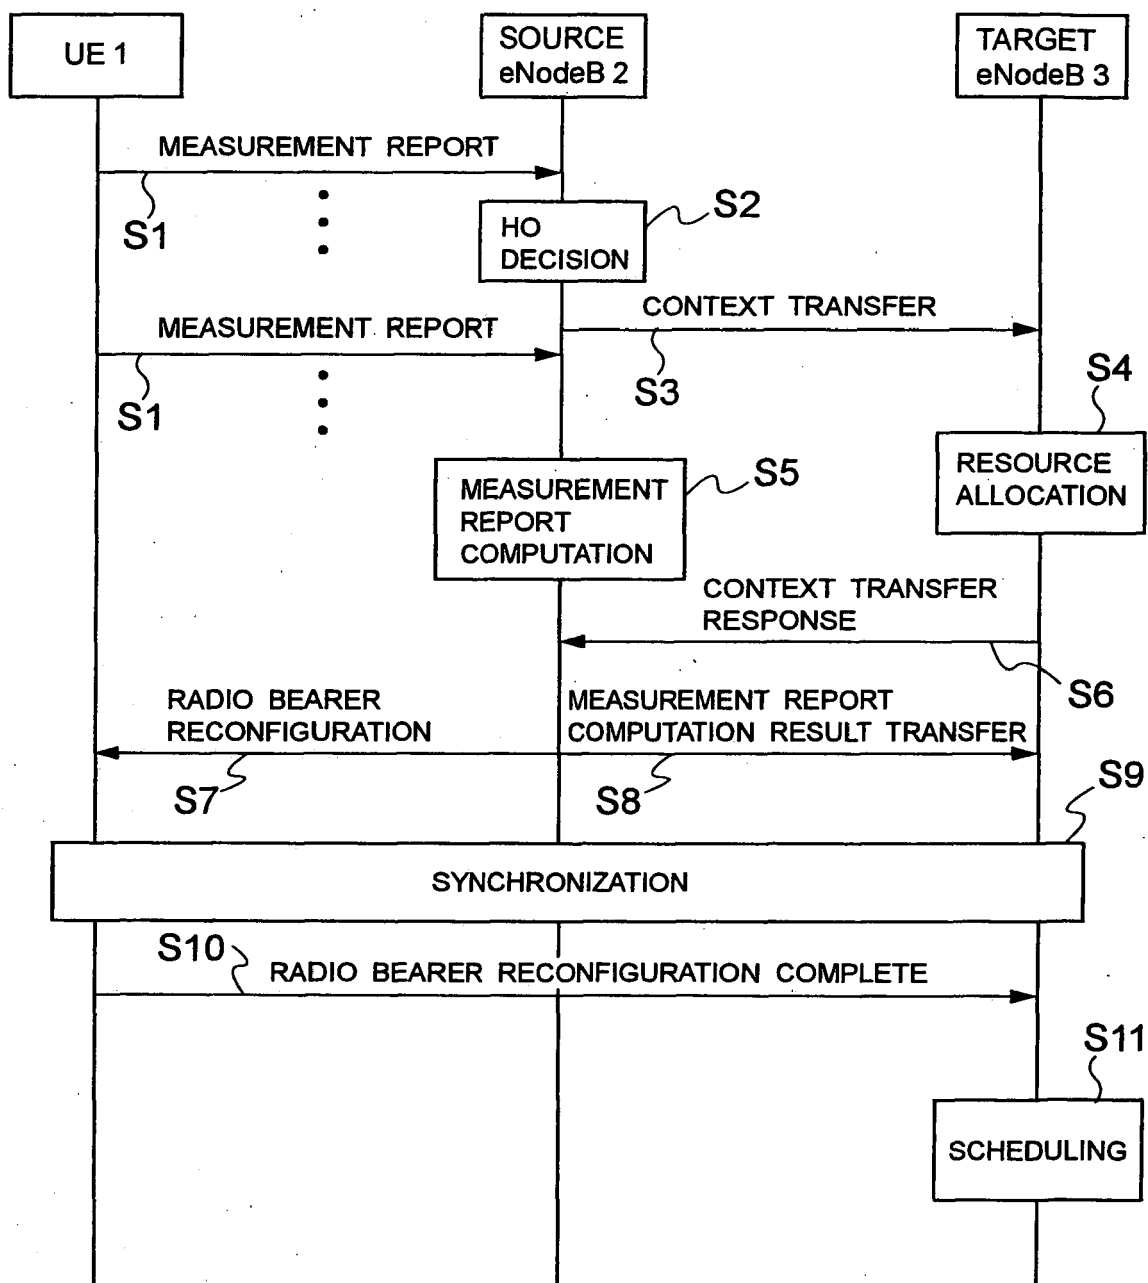 UE 1
SOURCE
eNodeB 2
TARGET
eNodeB 3
MEASUREMENT REPORT
S1
HO
DECISION
S2
MEASUREMENT REPORT
S1
CONTEXT TRANSFER
S3
S4
RESOURCE
ALLOCATION
MEASUREMENT
REPORT
COMPUTATION
S5
CONTEXT TRANSFER
RESPONSE
S6
RADIO BEARER
RECONFIGURATION
S7
MEASUREMENT REPORT
COMPUTATION RESULT TRANSFER
S8
S9
SYNCHRONIZATION
S10
RADIO BEARER RECONFIGURATION COMPLETE
S11
SCHEDULING